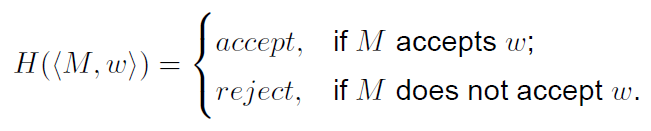 H(⟨M, w⟩) = { accept, if M accepts w;
reject, if M does not accept w.